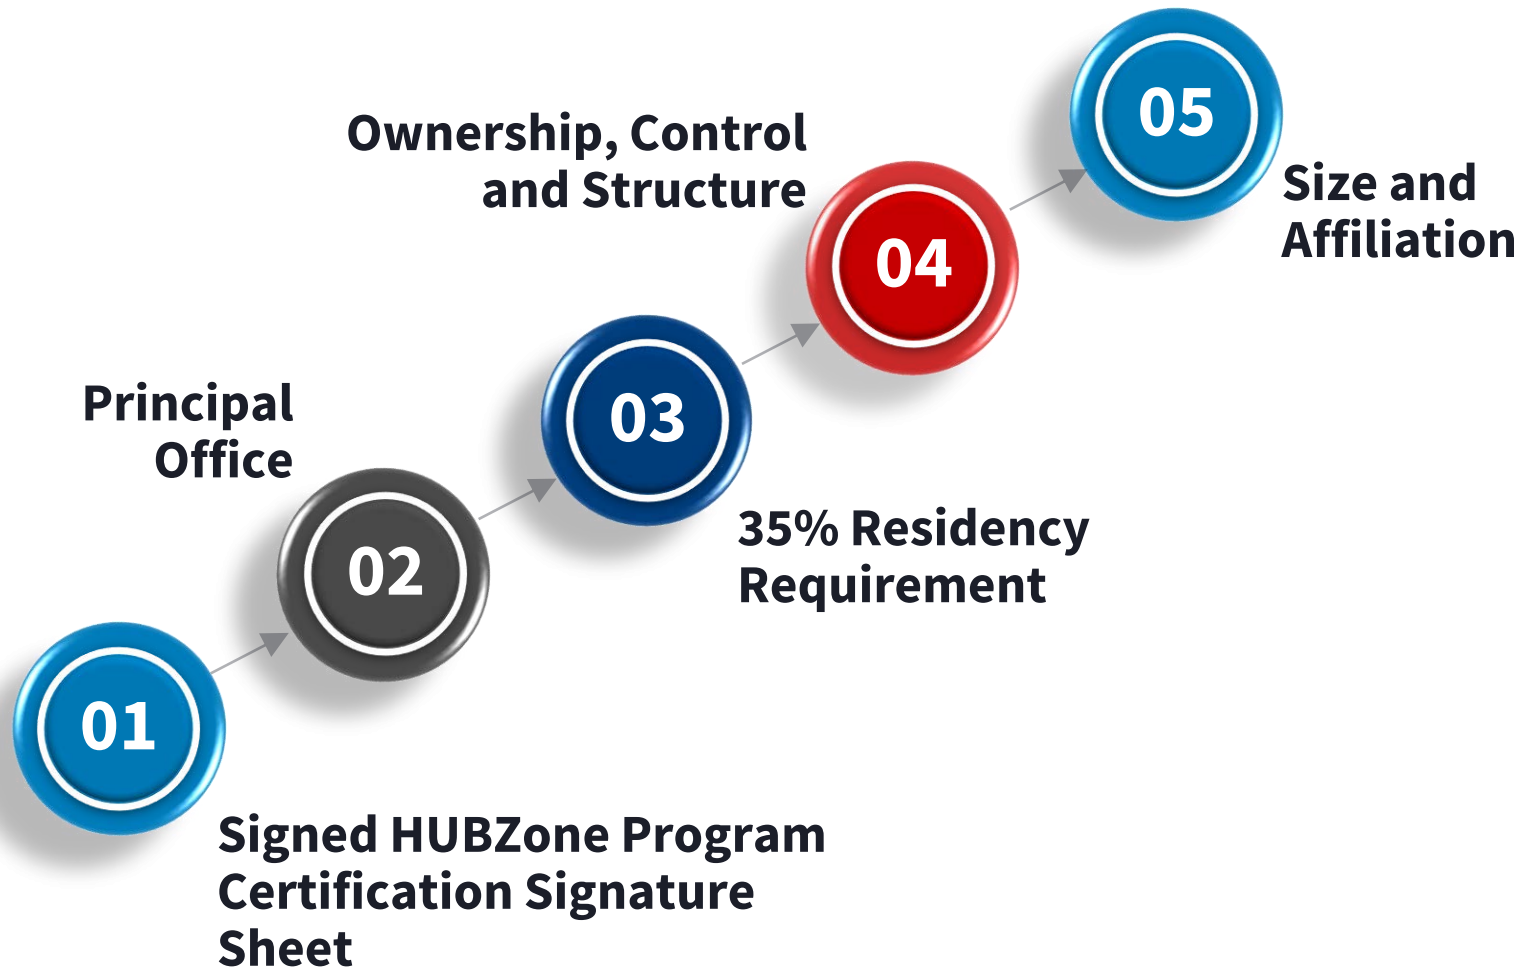 01
Signed HUBZone Program
Certification Signature
Sheet
02
Principal
Office
03
35% Residency
Requirement
04
Ownership, Control
and Structure
05
Size and
Affiliation